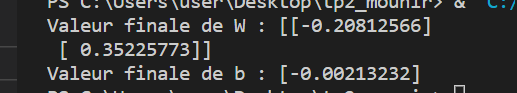 PS C:\Users\user\Desktop\tp2_mounir> & 'C:/
Valeur finale de W : [[-0.20812566]
 [ 0.35225773]]
Valeur finale de b : [-0.00213232]